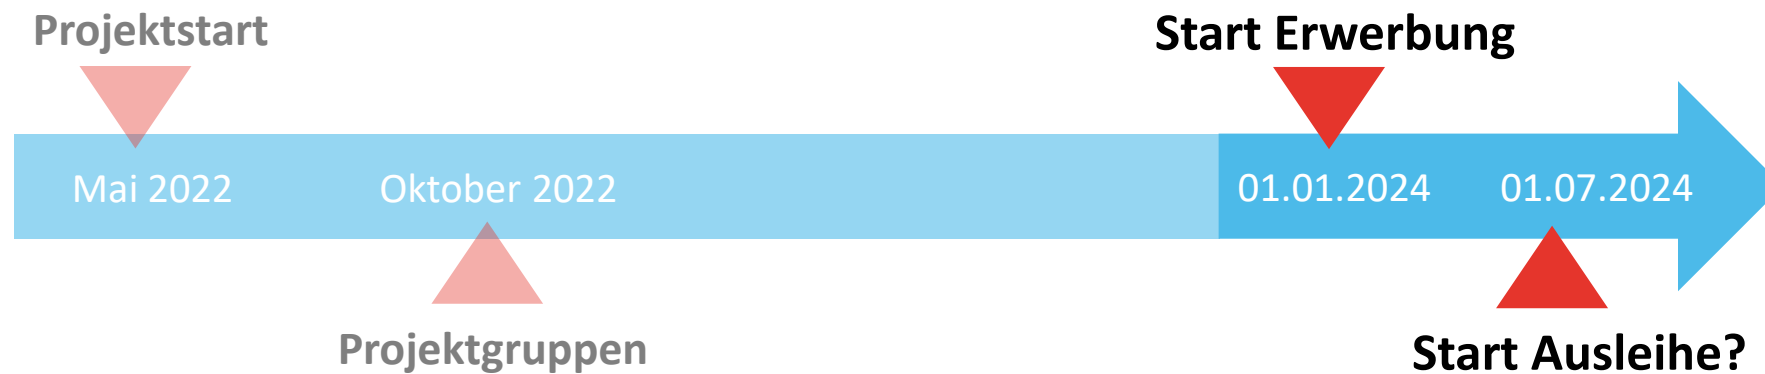 Projektstart
Start Erwerbung
Mai 2022
Oktober 2022
01.01.2024
01.07.2024
Projektgruppen
Start Ausleihe?